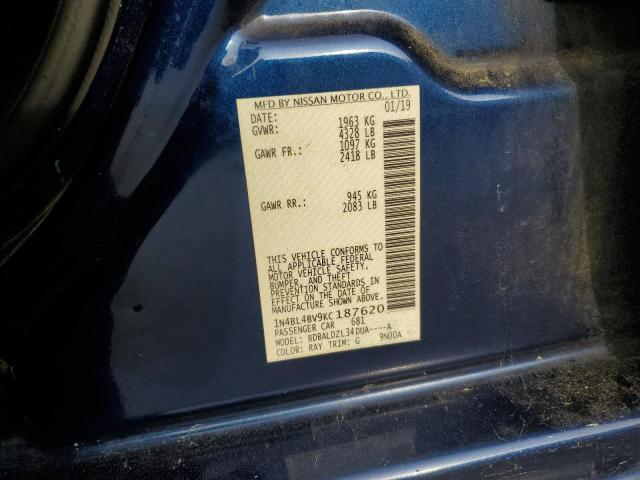 MFD BY NISSAN MOTOR CO., LTD.
DATE: 01/19
GVWR: 1963 KG
4328 LB
GAWR FR.: 1097 KG
2418 LB
GAWR RR.: 945 KG
2083 LB
THIS VEHICLE CONFORMS TO
ALL APPLICABLE FEDERAL
MOTOR VEHICLE SAFETY,
BUMPER, AND THEFT
PREVENTION STANDARDS IN
EFFECT ON THE DATE OF
MANUFACTURE SHOWN ABOVE.
1N4BL4BV9KC187620
PASSENGER CAR 681
MODEL: BDBALDZL34DUA----A
COLOR: RAY TRIM: G 9N00A